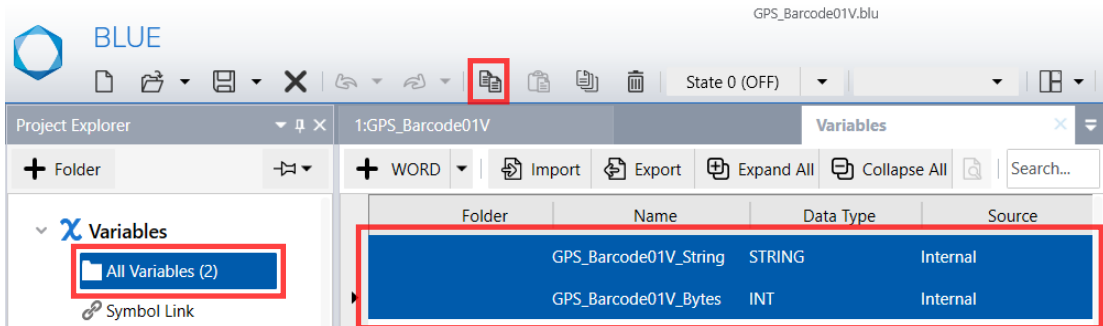 GPS_Barcode01V.blu
BLUE
State 0 (OFF)
Project Explorer
1:GPS_Barcode01V
Variables
Folder
WORD
Import
Export
Expand All
Collapse All
Search...
Folder Name Data Type Source
Variables
All Variables (2)
Symbol Link
GPS_Barcode01V_String STRING Internal
GPS_Barcode01V_Bytes INT Internal